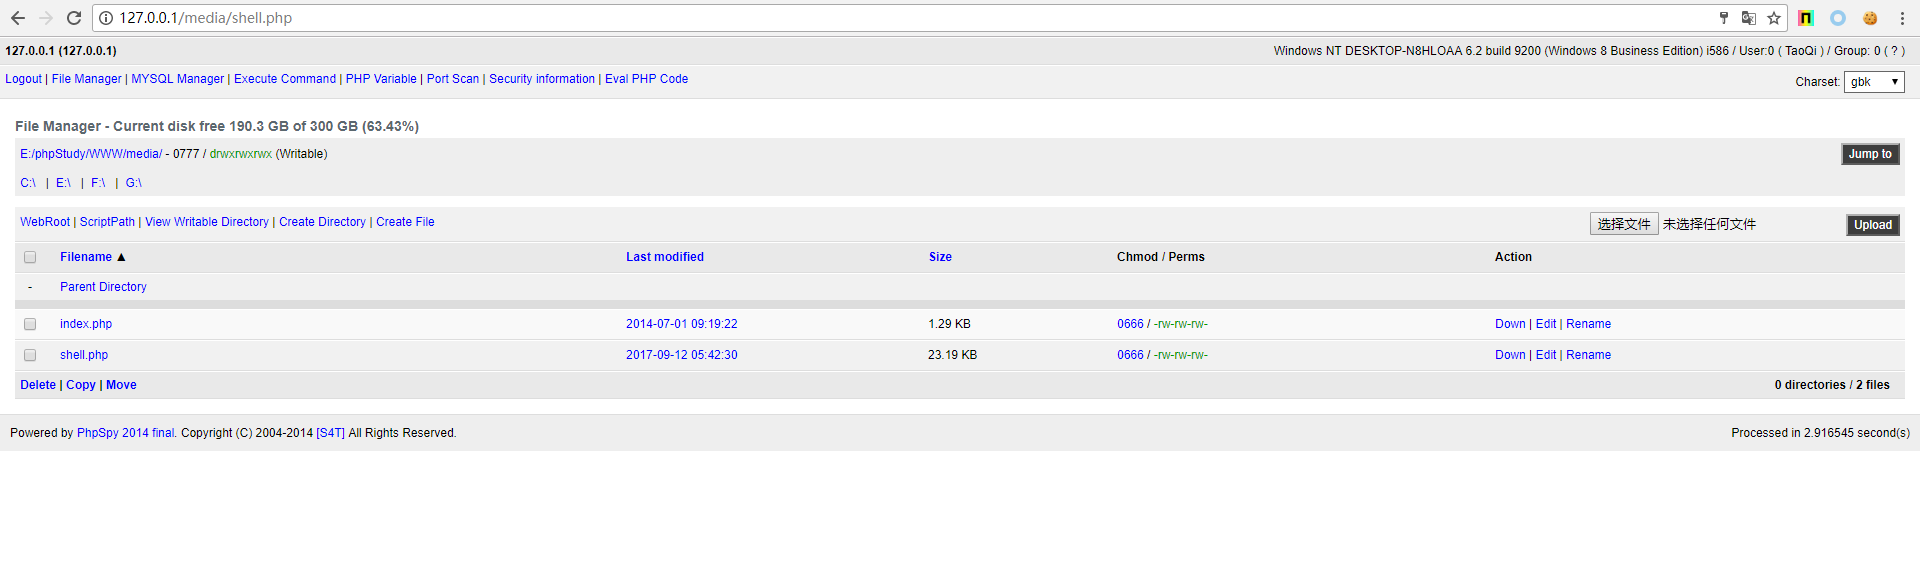 127.0.0.1/media/shell.php
127.0.0.1 (127.0.0.1) Windows NT DESKTOP-N8HLOAA 6.2 build 9200 (Windows 8 Business Edition) i586 / User:0 ( TaoQi ) / Group: 0 ( ? )
Logout | File Manager | MYSQL Manager | Execute Command | PHP Variable | Port Scan | Security information | Eval PHP Code Charset: gbk
File Manager - Current disk free 190.3 GB of 300 GB (63.43%)
E:/phpStudy/WWW/media/ - 0777 / drwxrwxrwx (Writable) Jump to
C:\ | E:\ | F:\ | G:\
WebRoot | ScriptPath | View Writable Directory | Create Directory | Create File 选择文件 未选择任何文件 Upload
Filename ▲ Last modified Size Chmod / Perms Action
- Parent Directory
index.php 2014-07-01 09:19:22 1.29 KB 0666 / -rw-rw-rw- Down | Edit | Rename
shell.php 2017-09-12 05:42:30 23.19 KB 0666 / -rw-rw-rw- Down | Edit | Rename
Delete | Copy | Move 0 directories / 2 files
Powered by PhpSpy 2014 final. Copyright (C) 2004-2014 [S4T] All Rights Reserved. Processed in 2.916545 second(s)